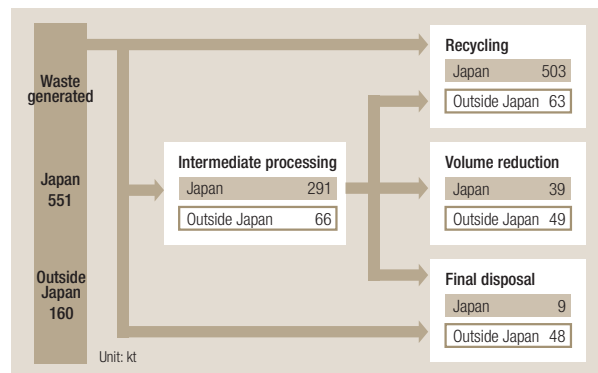 Waste
generated
Japan
551
Outside
Japan
160
Unit: kt
Intermediate processing
Japan 291
Outside Japan 66
Recycling
Japan 503
Outside Japan 63
Volume reduction
Japan 39
Outside Japan 49
Final disposal
Japan 9
Outside Japan 48